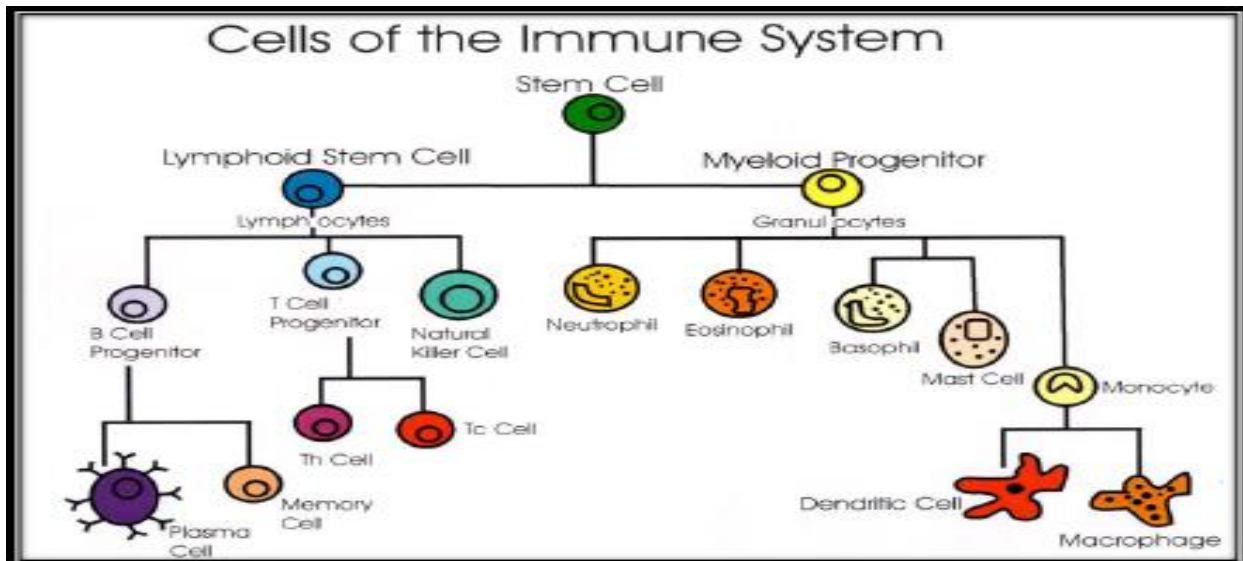 Cells of the Immune System
Stem Cell
Lymphoid Stem Cell
Myeloid Progenitor
Lymphocytes
Granulocytes
B Cell
Progenitor
T Cell
Progenitor
Natural
Killer Cell
Neutrophil
Eosinophil
Basophil
Mast Cell
Monocyte
Th Cell
Tc Cell
Plasma
Cell
Memory
Cell
Dendritic Cell
Macrophage